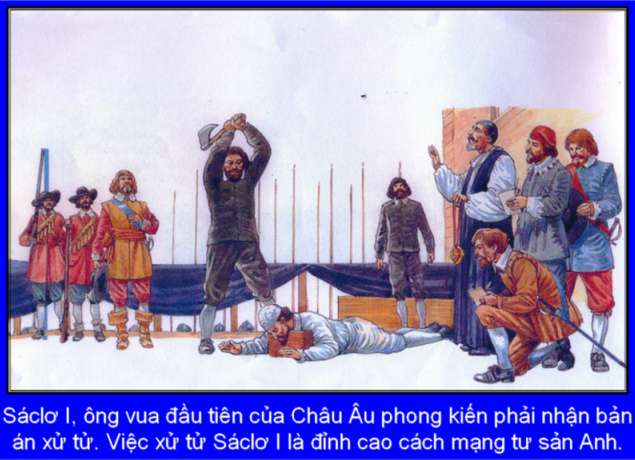 Sáclơ I, ông vua đầu tiên của Châu Âu phong kiến phải nhận bản
án xử tử. Việc xử tử Sáclơ I là đỉnh cao cách mạng tư sản Anh.